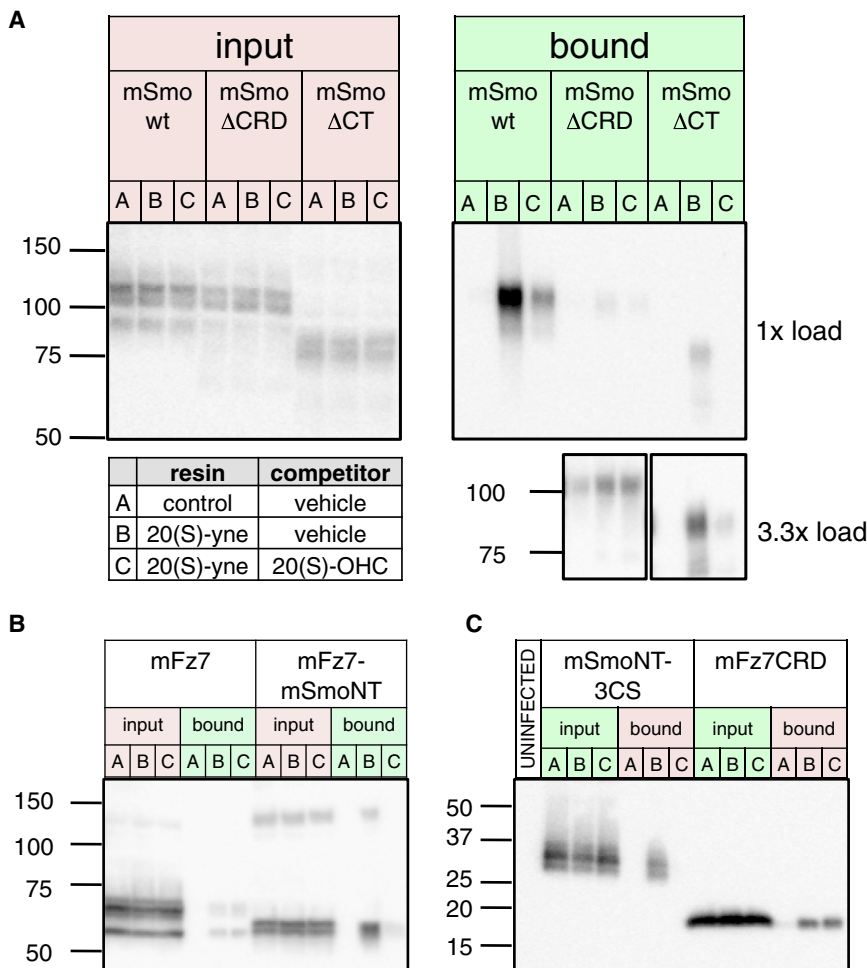 A
input
bound
mSmo wt
mSmo ΔCRD
mSmo ΔCT
mSmo wt
mSmo ΔCRD
mSmo ΔCT
A B C A B C A B C
A B C A B C A B C
150
100
75
50
1x load
resin competitor
A control vehicle
B 20(S)-yne vehicle
C 20(S)-yne 20(S)-OHC
100
75
3.3x load
B
mFz7
mFz7-mSmoNT
input bound input bound
A B C A B C A B C A B C
150
100
75
50
C
UNINFECTED
mSmoNT-3CS
mFz7CRD
input bound input bound
A B C A B C A B C A B C
50
37
25
20
15